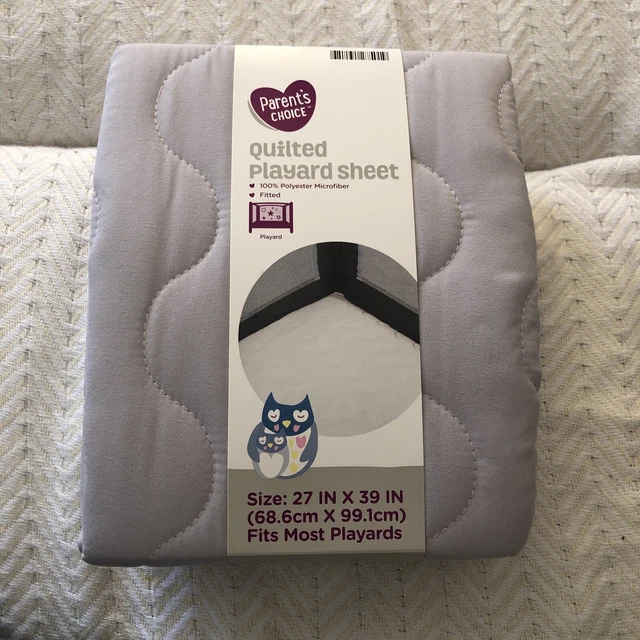 Parent's
CHOICE
Quilted
Playard Sheet
100% Polyester Microfiber
Fitted
Playard
Size: 27 IN X 39 IN
(68.6cm X 99.1cm)
Fits Most Playards